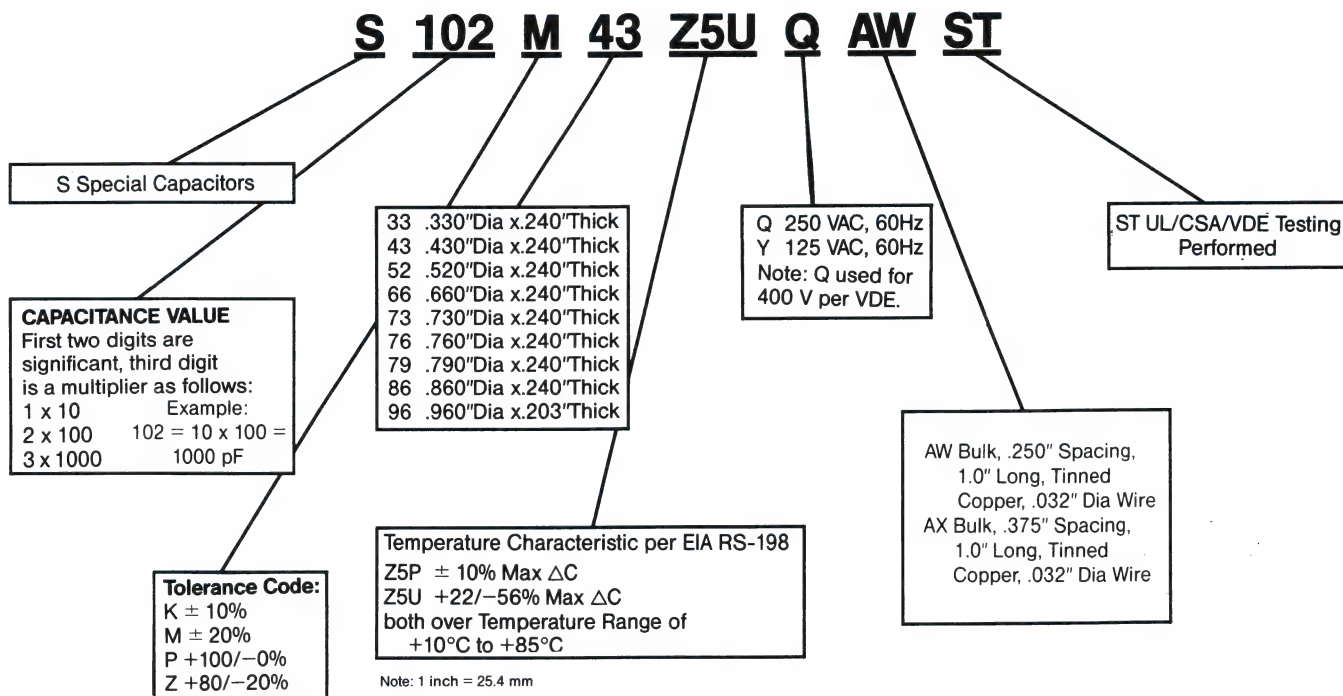 S 102 M 43 Z5U Q AW ST
S Special Capacitors
CAPACITANCE VALUE
First two digits are
significant, third digit
is a multiplier as follows:
1 x 10 Example:
2 x 100 102 = 10 x 100 =
3 x 1000 1000 pF
Tolerance Code:
K ± 10%
M ± 20%
P +100/−0%
Z +80/−20%
33 .330"Dia x.240"Thick
43 .430"Dia x.240"Thick
52 .520"Dia x.240"Thick
66 .660"Dia x.240"Thick
73 .730"Dia x.240"Thick
76 .760"Dia x.240"Thick
79 .790"Dia x.240"Thick
86 .860"Dia x.240"Thick
96 .960"Dia x.203"Thick
Temperature Characteristic per EIA RS-198
Z5P ± 10% Max △C
Z5U +22/−56% Max △C
both over Temperature Range of
+10°C to +85°C
Note: 1 inch = 25.4 mm
Q 250 VAC, 60Hz
Y 125 VAC, 60Hz
Note: Q used for
400 V per VDE.
AW Bulk, .250" Spacing,
1.0" Long, Tinned
Copper, .032" Dia Wire
AX Bulk, .375" Spacing,
1.0" Long, Tinned
Copper, .032" Dia Wire
ST UL/CSA/VDE Testing
Performed